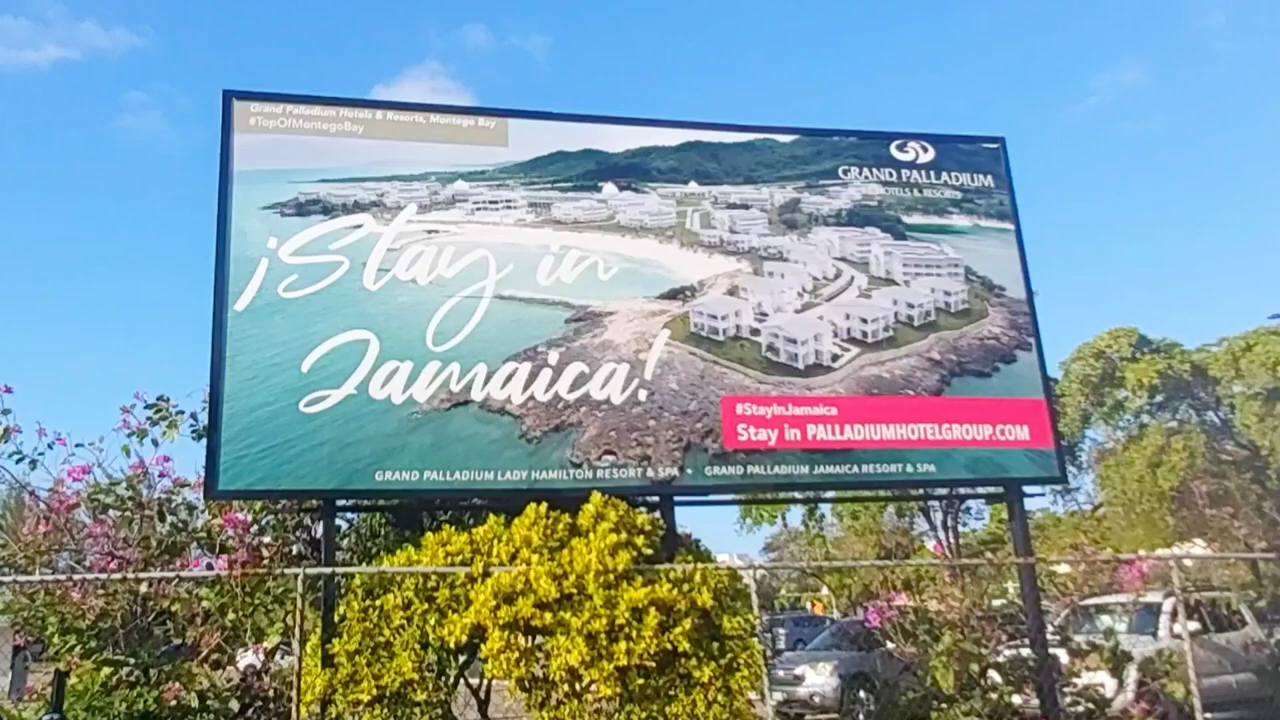 Grand Palladium Hotels & Resorts, Montego Bay
#TopOfMontegoBay
GRAND PALLADIUM
HOTELS & RESORTS
¡Stay in
Jamaica!
#StayInJamaica
Stay in PALLADIUMHOTELGROUP.COM
GRAND PALLADIUM LADY HAMILTON RESORT & SPA • GRAND PALLADIUM JAMAICA RESORT & SPA